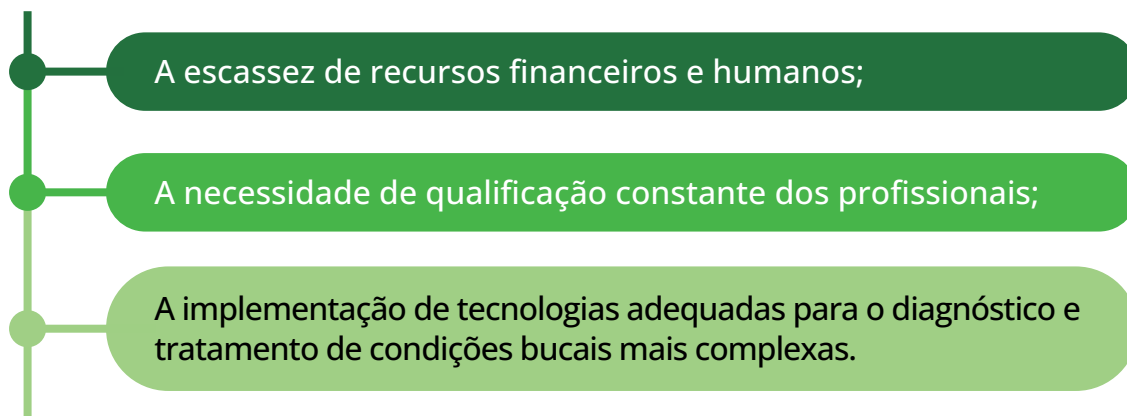 A escassez de recursos financeiros e humanos;
A necessidade de qualificação constante dos profissionais;
A implementação de tecnologias adequadas para o diagnóstico e
tratamento de condições bucais mais complexas.